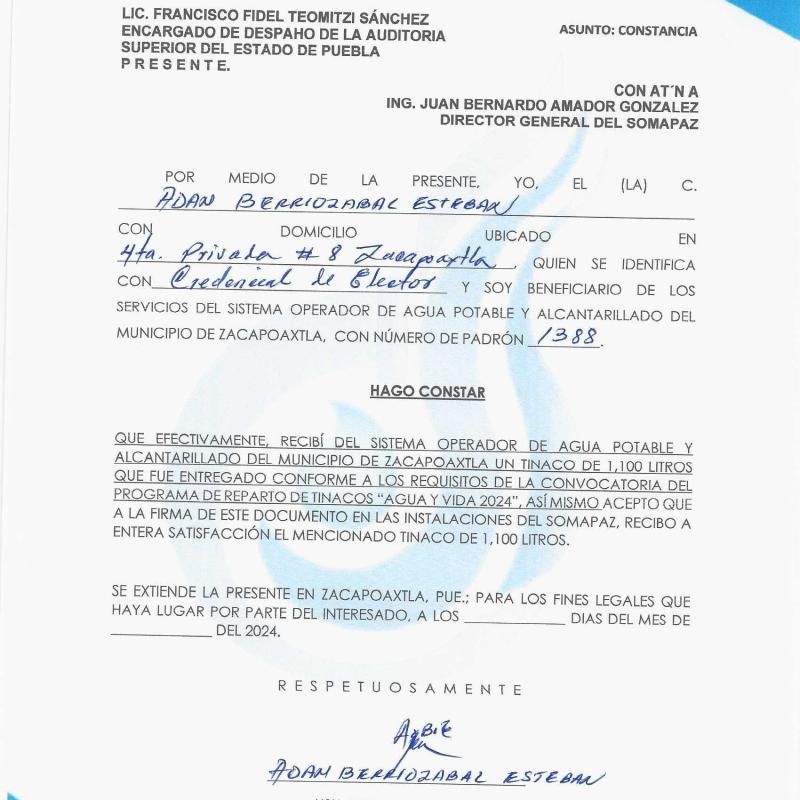 LIC. FRANCISCO FIDEL TEOMITZI SÁNCHEZ
ENCARGADO DE DESPAHO DE LA AUDITORIA
SUPERIOR DEL ESTADO DE PUEBLA
P R E S E N T E.
ASUNTO: CONSTANCIA
CON AT´N A
ING. JUAN BERNARDO AMADOR GONZALEZ
DIRECTOR GENERAL DEL SOMAPAZ
POR MEDIO DE LA PRESENTE, YO, EL (LA) C.
ADAN BERRIOZABAL ESTEBAN
CON DOMICILIO UBICADO EN
4ta. Privada # 8 Zacapoaxtla, QUIEN SE IDENTIFICA
CON Credencial de Elector Y SOY BENEFICIARIO DE LOS
SERVICIOS DEL SISTEMA OPERADOR DE AGUA POTABLE Y ALCANTARILLADO DEL
MUNICIPIO DE ZACAPOAXTLA, CON NÚMERO DE PADRÓN 1388.
HAGO CONSTAR
QUE EFECTIVAMENTE, RECIBÍ DEL SISTEMA OPERADOR DE AGUA POTABLE Y
ALCANTARILLADO DEL MUNICIPIO DE ZACAPOAXTLA UN TINACO DE 1,100 LITROS
QUE FUE ENTREGADO CONFORME A LOS REQUISITOS DE LA CONVOCATORIA DEL
PROGRAMA DE REPARTO DE TINACOS “AGUA Y VIDA 2024”, ASÍ MISMO ACEPTO QUE
A LA FIRMA DE ESTE DOCUMENTO EN LAS INSTALACIONES DEL SOMAPAZ, RECIBO A
ENTERA SATISFACCIÓN EL MENCIONADO TINACO DE 1,100 LITROS.
SE EXTIENDE LA PRESENTE EN ZACAPOAXTLA, PUE.; PARA LOS FINES LEGALES QUE
HAYA LUGAR POR PARTE DEL INTERESADO, A LOS ____________ DIAS DEL MES DE
____________ DEL 2024.
R E S P E T U O S A M E N T E
ADAN BERRIOZABAL ESTEBAN